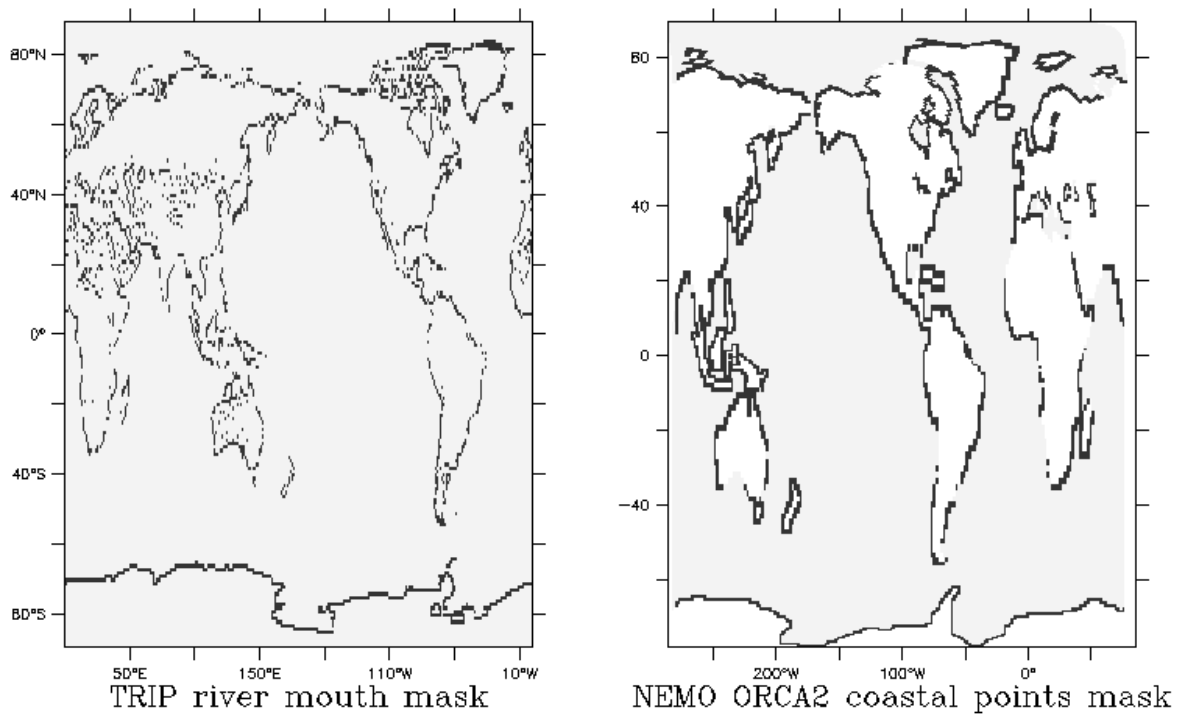 80°N
40°N
0°
40°S
80°S
50°E 150°E 110°W 10°W
TRIP river mouth mask
80
40
0
−40
200°W 100°W 0°
NEMO ORCA2 coastal points mask